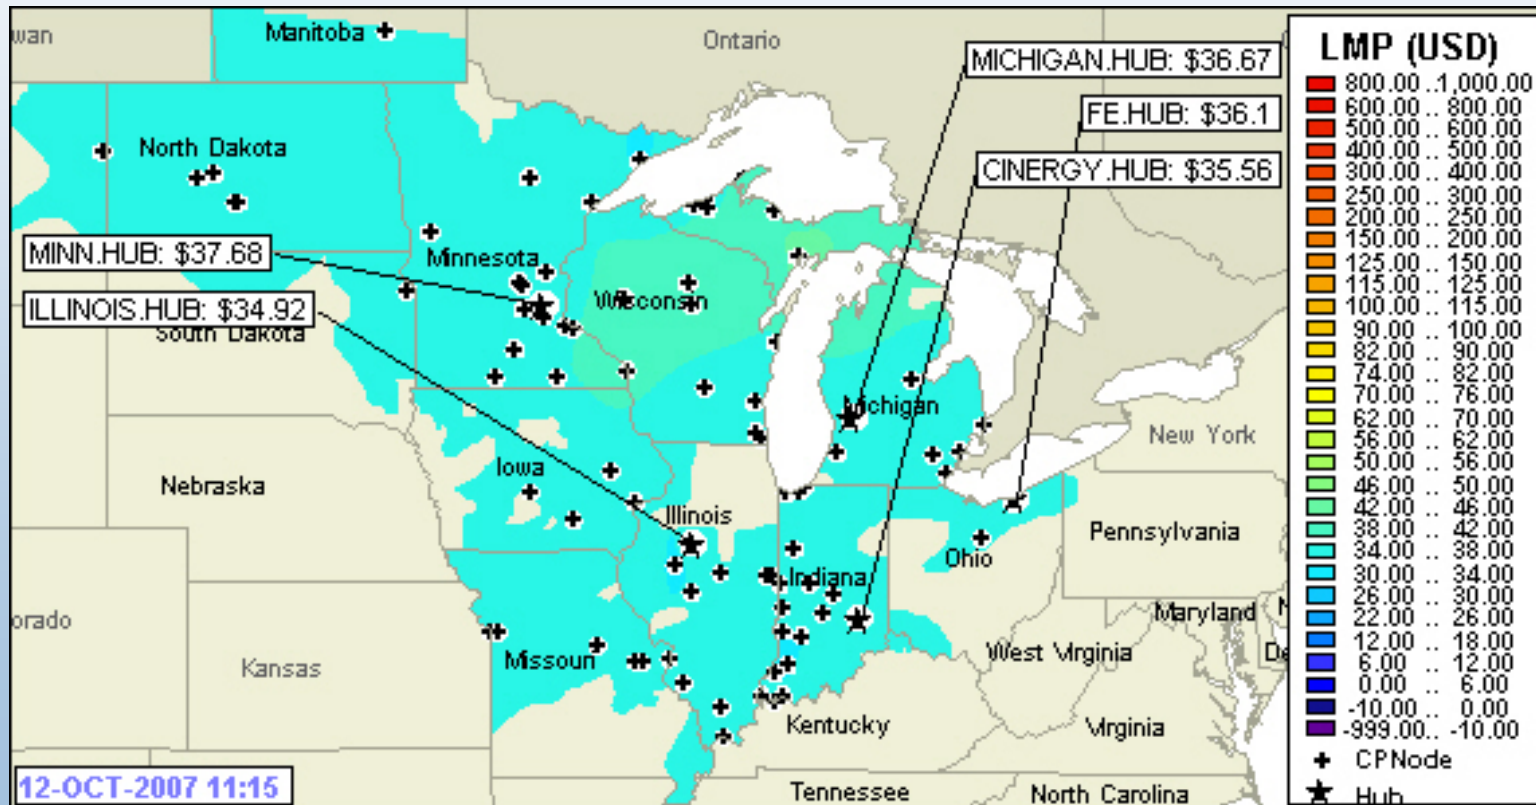 wan
Manitoba
Ontario
MICHIGAN.HUB: $36.67
FE.HUB: $36.1
CINERGY.HUB: $35.56
North Dakota
MINN.HUB: $37.68
Minnesota
ILLINOIS.HUB: $34.92
Wisconsin
South Dakota
Michigan
New York
Iowa
Nebraska
Illinois
Pennsylvania
Ohio
Indiana
Maryland
orado
Kansas
Missouri
West Virginia
De
Kentucky
Virginia
12-OCT-2007 11:15
Tennessee
North Carolina
LMP (USD)
800.00 .. 1,000.00
600.00 .. 800.00
500.00 .. 600.00
400.00 .. 500.00
300.00 .. 400.00
250.00 .. 300.00
200.00 .. 250.00
150.00 .. 200.00
125.00 .. 150.00
115.00 .. 125.00
100.00 .. 115.00
90.00 .. 100.00
82.00 .. 90.00
74.00 .. 82.00
70.00 .. 76.00
62.00 .. 70.00
56.00 .. 62.00
50.00 .. 56.00
46.00 .. 50.00
42.00 .. 46.00
38.00 .. 42.00
34.00 .. 38.00
30.00 .. 34.00
26.00 .. 30.00
22.00 .. 26.00
12.00 .. 18.00
6.00 .. 12.00
0.00 .. 6.00
-10.00 .. 0.00
-999.00 .. -10.00
CPNode
Hub